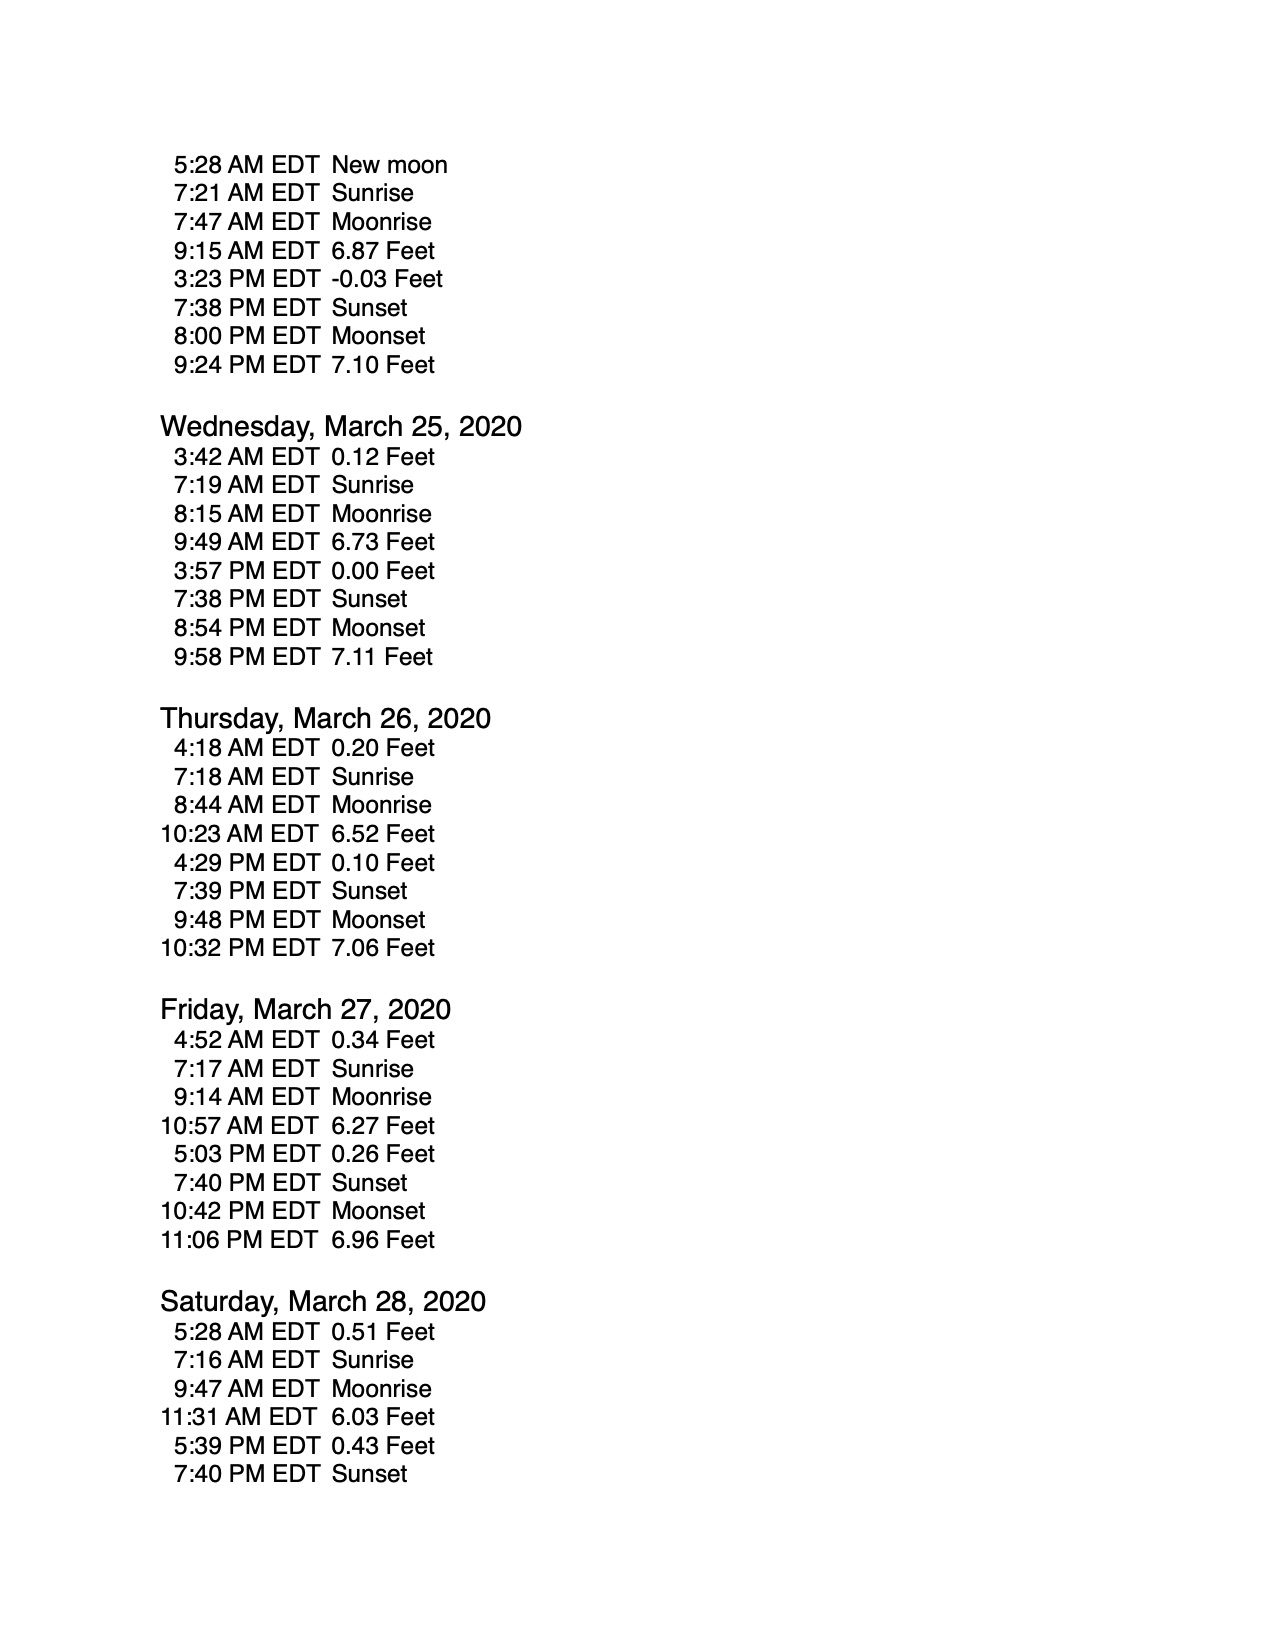 5:28 AM EDT New moon
7:21 AM EDT Sunrise
7:47 AM EDT Moonrise
9:15 AM EDT 6.87 Feet
3:23 PM EDT -0.03 Feet
7:38 PM EDT Sunset
8:00 PM EDT Moonset
9:24 PM EDT 7.10 Feet
Wednesday, March 25, 2020
3:42 AM EDT 0.12 Feet
7:19 AM EDT Sunrise
8:15 AM EDT Moonrise
9:49 AM EDT 6.73 Feet
3:57 PM EDT 0.00 Feet
7:38 PM EDT Sunset
8:54 PM EDT Moonset
9:58 PM EDT 7.11 Feet
Thursday, March 26, 2020
4:18 AM EDT 0.20 Feet
7:18 AM EDT Sunrise
8:44 AM EDT Moonrise
10:23 AM EDT 6.52 Feet
4:29 PM EDT 0.10 Feet
7:39 PM EDT Sunset
9:48 PM EDT Moonset
10:32 PM EDT 7.06 Feet
Friday, March 27, 2020
4:52 AM EDT 0.34 Feet
7:17 AM EDT Sunrise
9:14 AM EDT Moonrise
10:57 AM EDT 6.27 Feet
5:03 PM EDT 0.26 Feet
7:40 PM EDT Sunset
10:42 PM EDT Moonset
11:06 PM EDT 6.96 Feet
Saturday, March 28, 2020
5:28 AM EDT 0.51 Feet
7:16 AM EDT Sunrise
9:47 AM EDT Moonrise
11:31 AM EDT 6.03 Feet
5:39 PM EDT 0.43 Feet
7:40 PM EDT Sunset